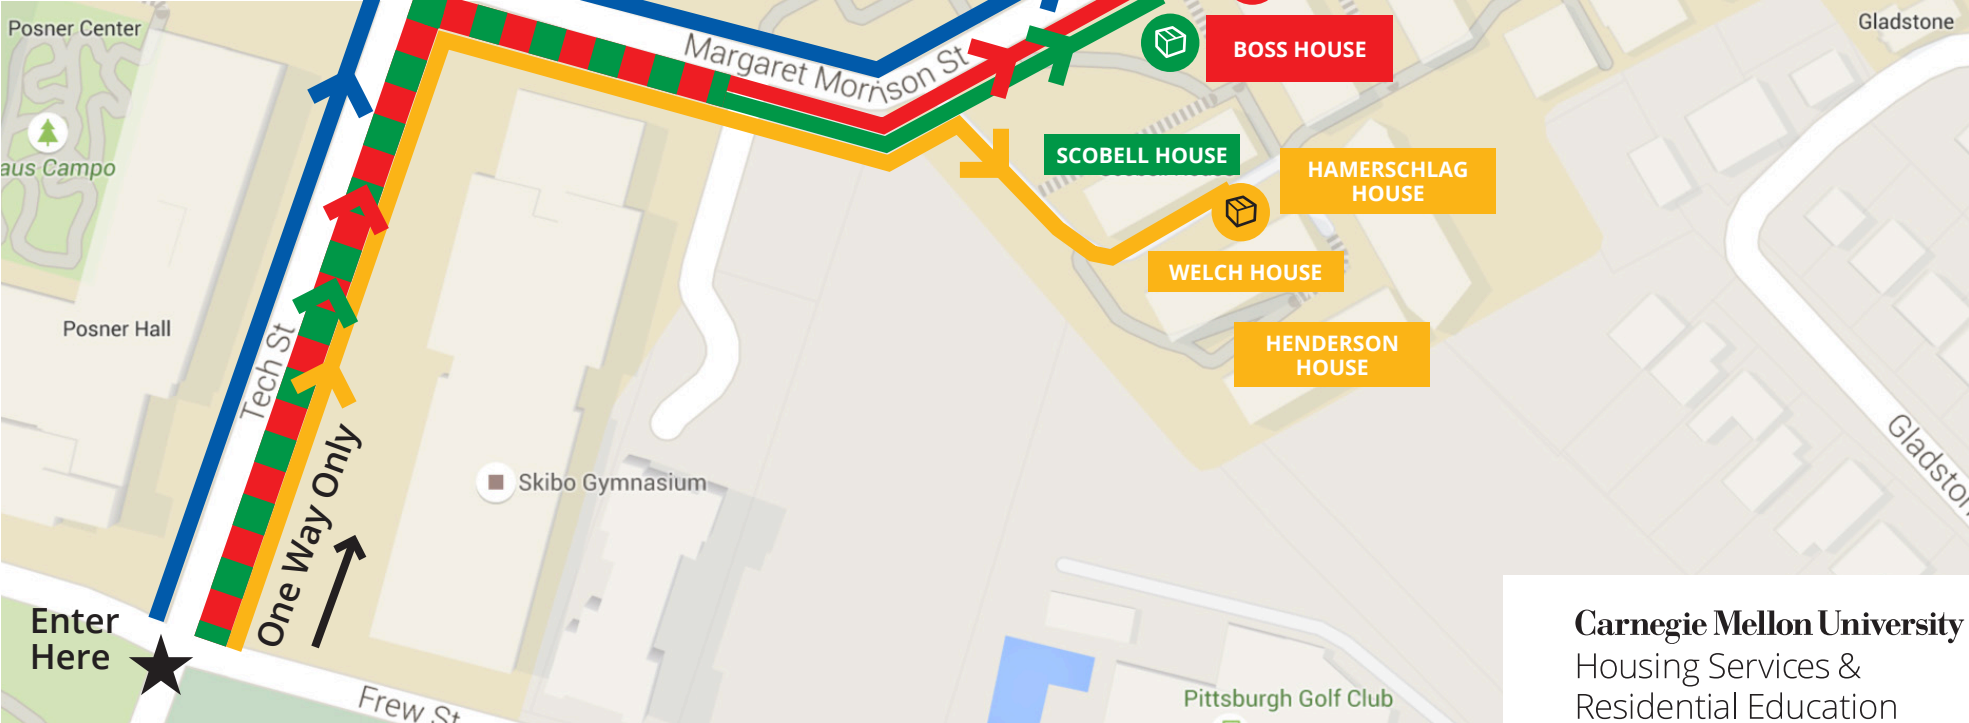 Posner Center
Gladstone
BOSS HOUSE
Margaret Morrison St
aus Campo
SCOBELL HOUSE
HAMERSCHLAG
HOUSE
WELCH HOUSE
Posner Hall
Tech St
HENDERSON
HOUSE
One Way Only
Skibo Gymnasium
Gladston
Enter
Here
Frew St
Pittsburgh Golf Club
Carnegie Mellon University
Housing Services &
Residential Education